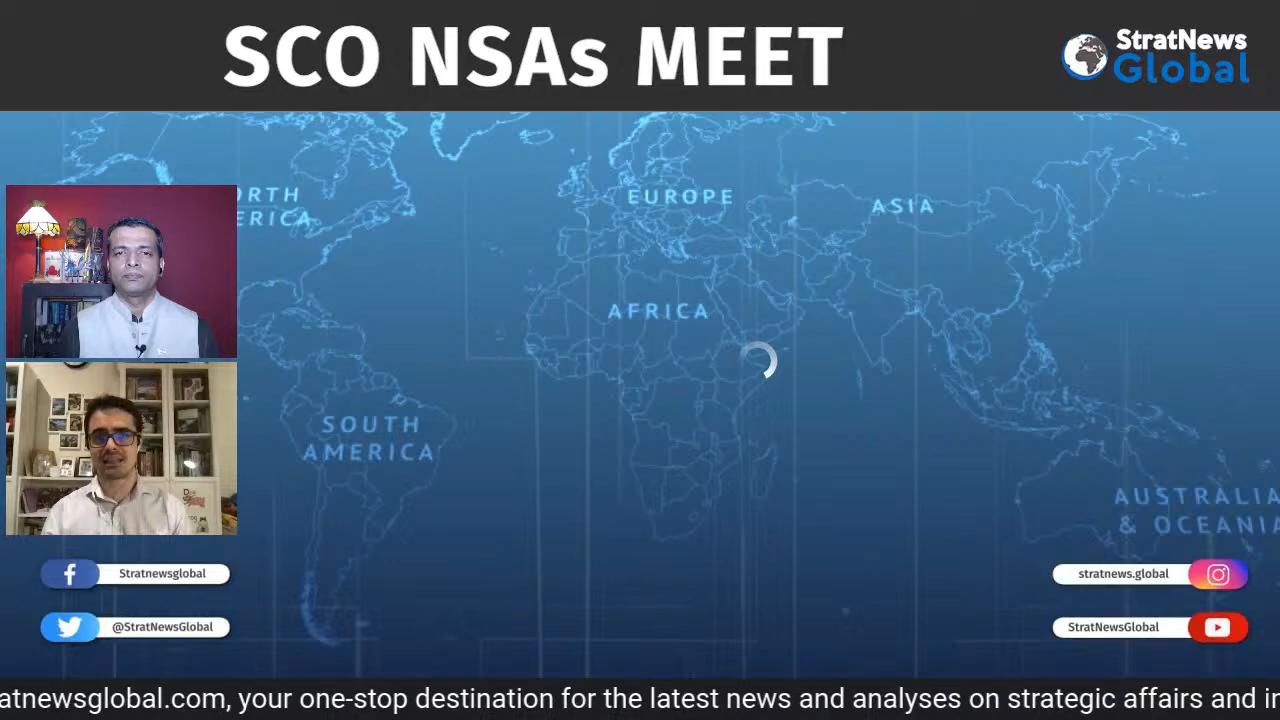 SCO NSAs MEET
StratNews
Global
EUROPE
ASIA
AFRICA
SOUTH
AMERICA
AUSTRALIA
& OCEANIA
Stratnewsglobal
stratnews.global
@StratNewsGlobal
StratNewsGlobal
atnewsglobal.com, your one-stop destination for the latest news and analyses on strategic affairs and in